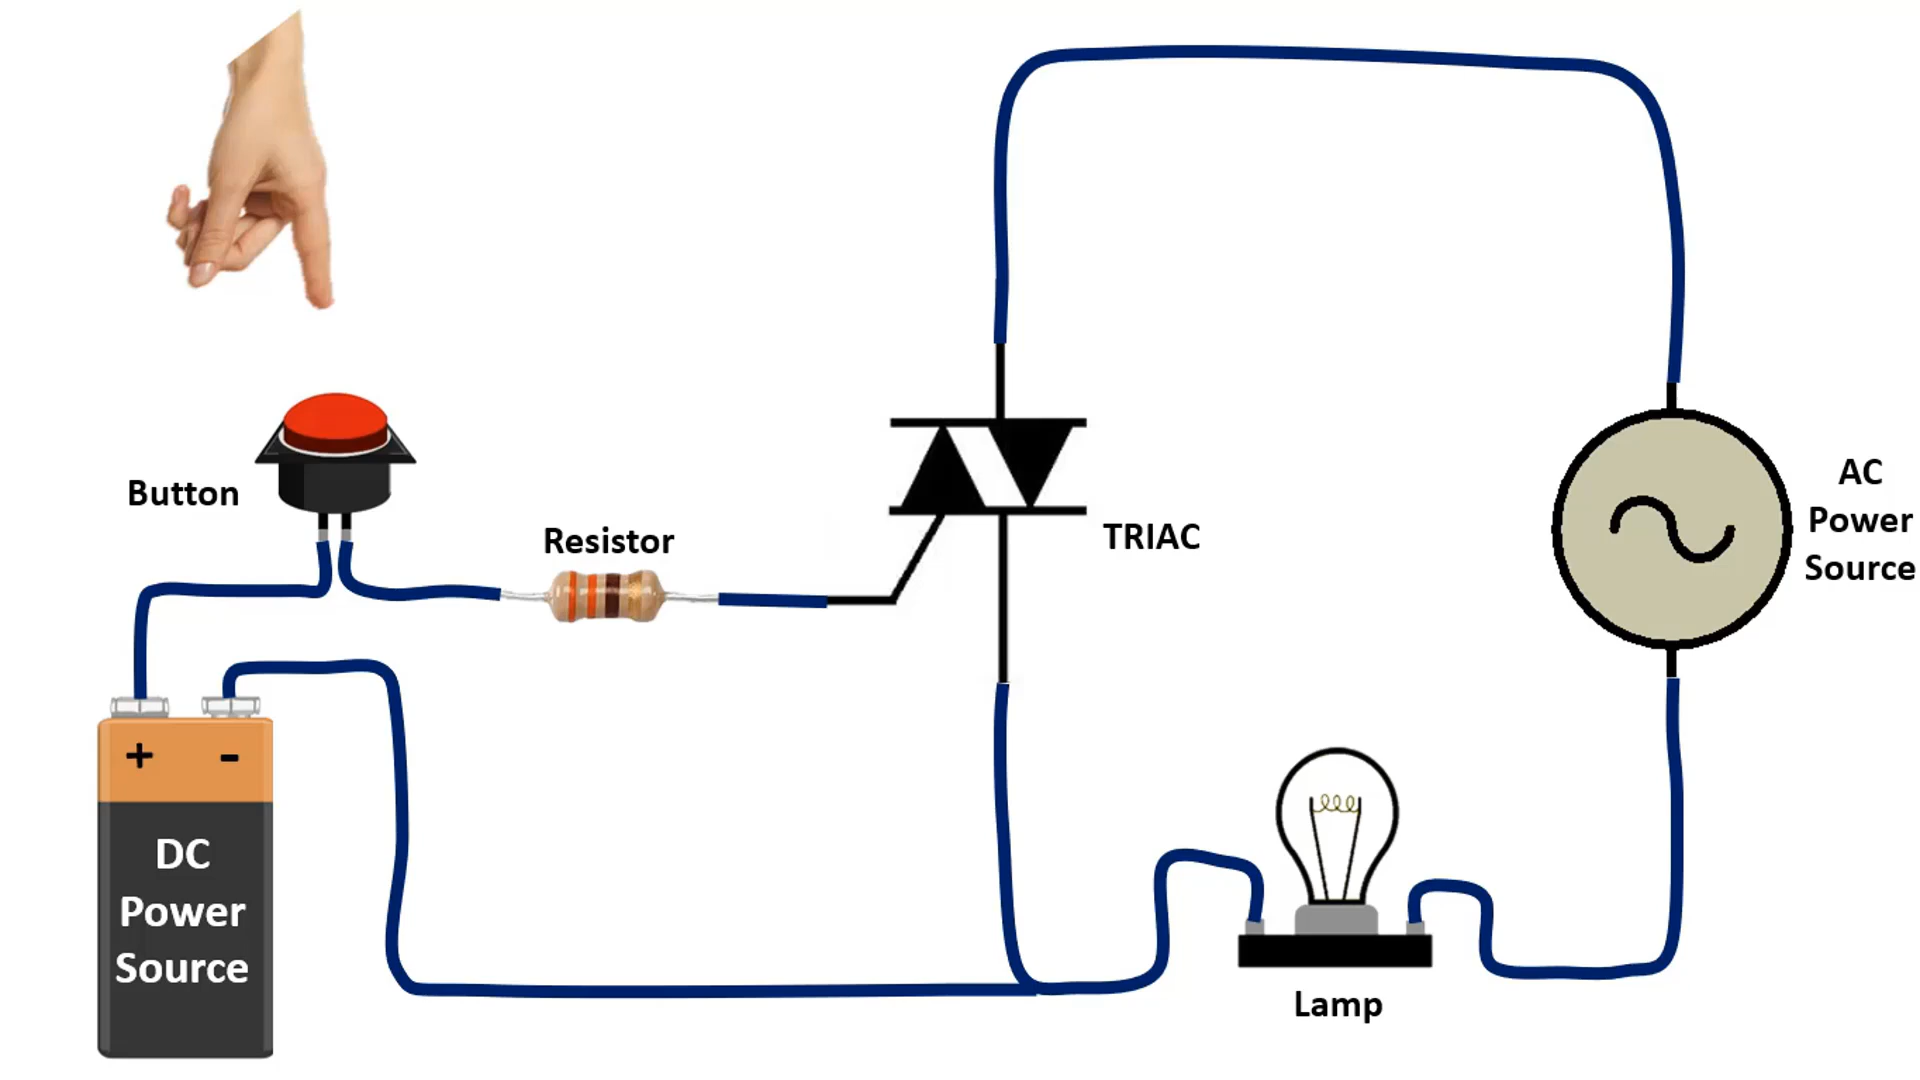 Button
Resistor
TRIAC
AC
Power
Source
+ -
DC
Power
Source
Lamp